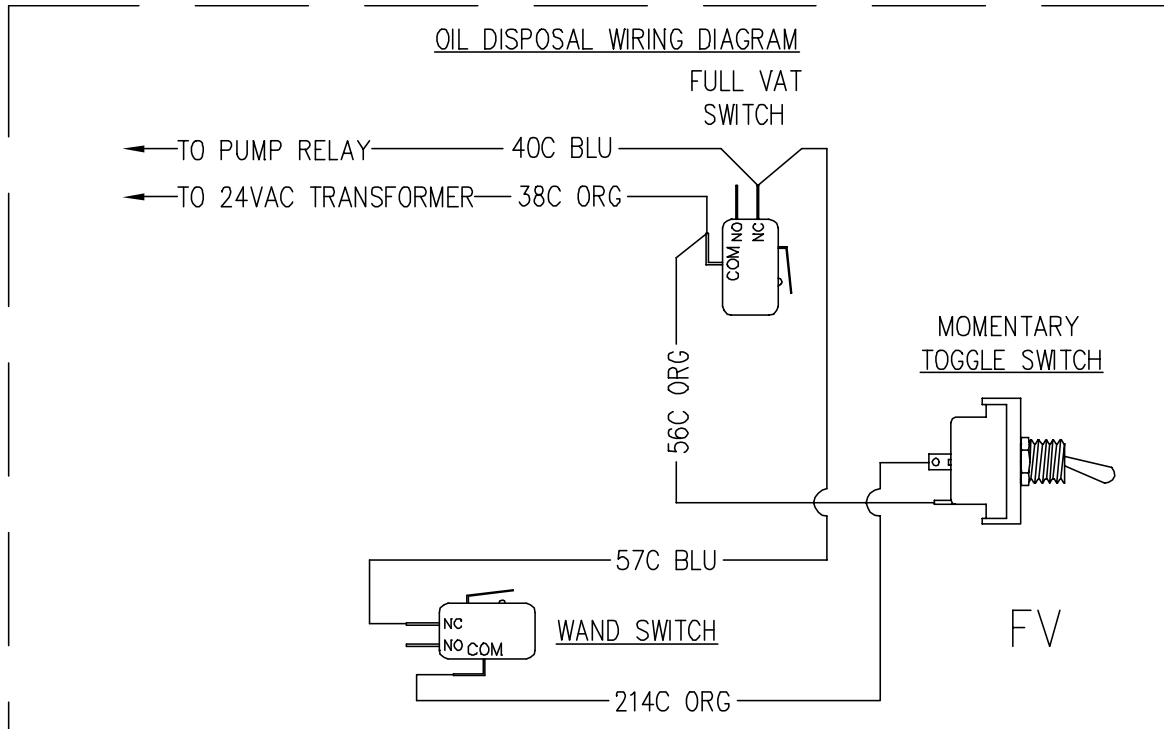 OIL DISPOSAL WIRING DIAGRAM
FULL VAT
SWITCH
TO PUMP RELAY 40C BLU
TO 24VAC TRANSFORMER 38C ORG
NO
NC
COM
56C ORG
MOMENTARY
TOGGLE SWITCH
57C BLU
NC
NO
COM
WAND SWITCH
FV
214C ORG